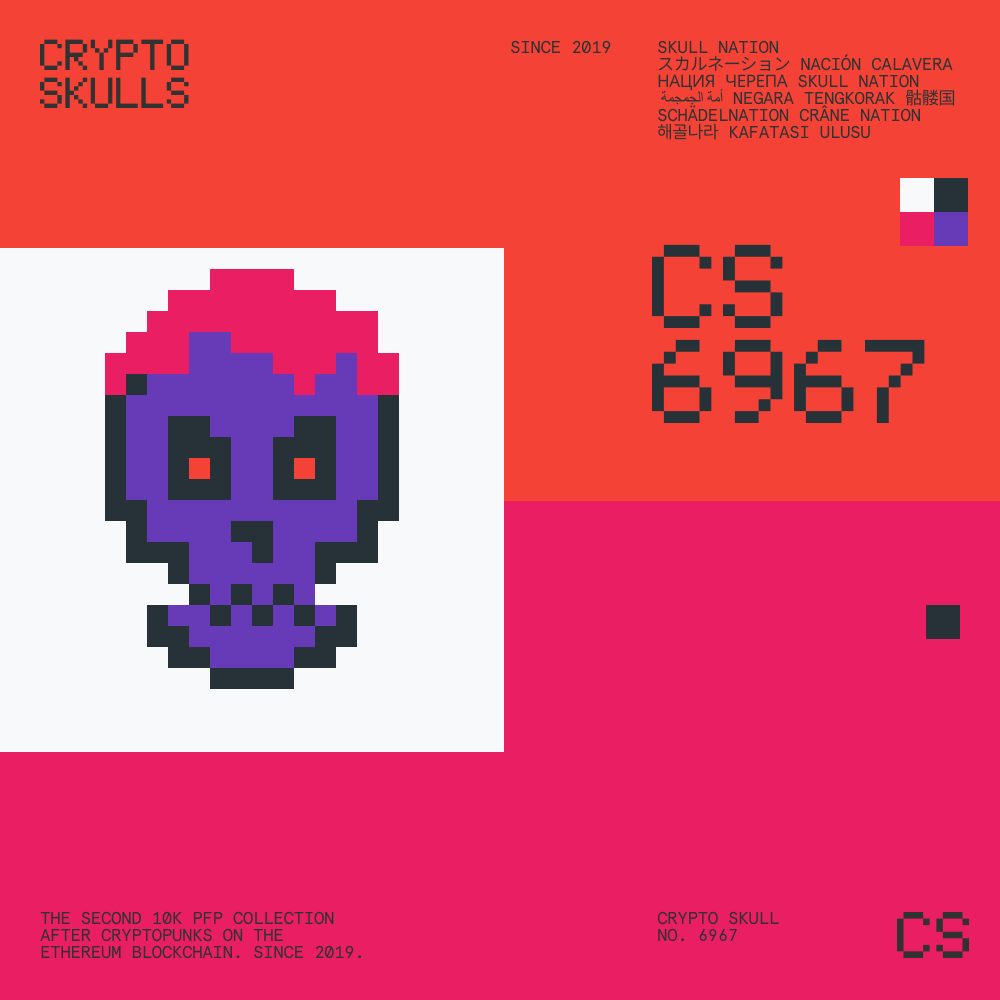 CRYPTO
SKULLS
SINCE 2019
SKULL NATION
スカルネーション NACIÓN CALAVERA
НАЦИЯ ЧЕРЕПА SKULL NATION
أمة الجمجمة NEGARA TENGKORAK 骷髅国
SCHÄDELNATION CRÂNE NATION
해골나라 KAFATASI ULUSU
CS
6967
THE SECOND 10K PFP COLLECTION
AFTER CRYPTOPUNKS ON THE
ETHEREUM BLOCKCHAIN. SINCE 2019.
CRYPTO SKULL
NO. 6967
CS